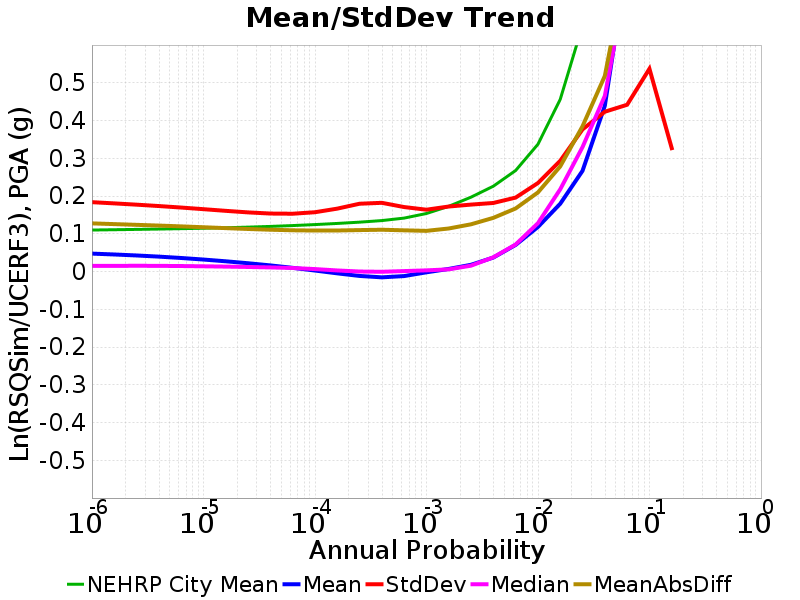 Mean/StdDev Trend
Ln(RSQSim/UCERF3), PGA (g)
0.5
0.4
0.3
0.2
0.1
0
-0.1
-0.2
-0.3
-0.4
-0.5
10^-6 10^-5 10^-4 10^-3 10^-2 10^-1 10^0
Annual Probability
NEHRP City Mean Mean StdDev Median MeanAbsDiff